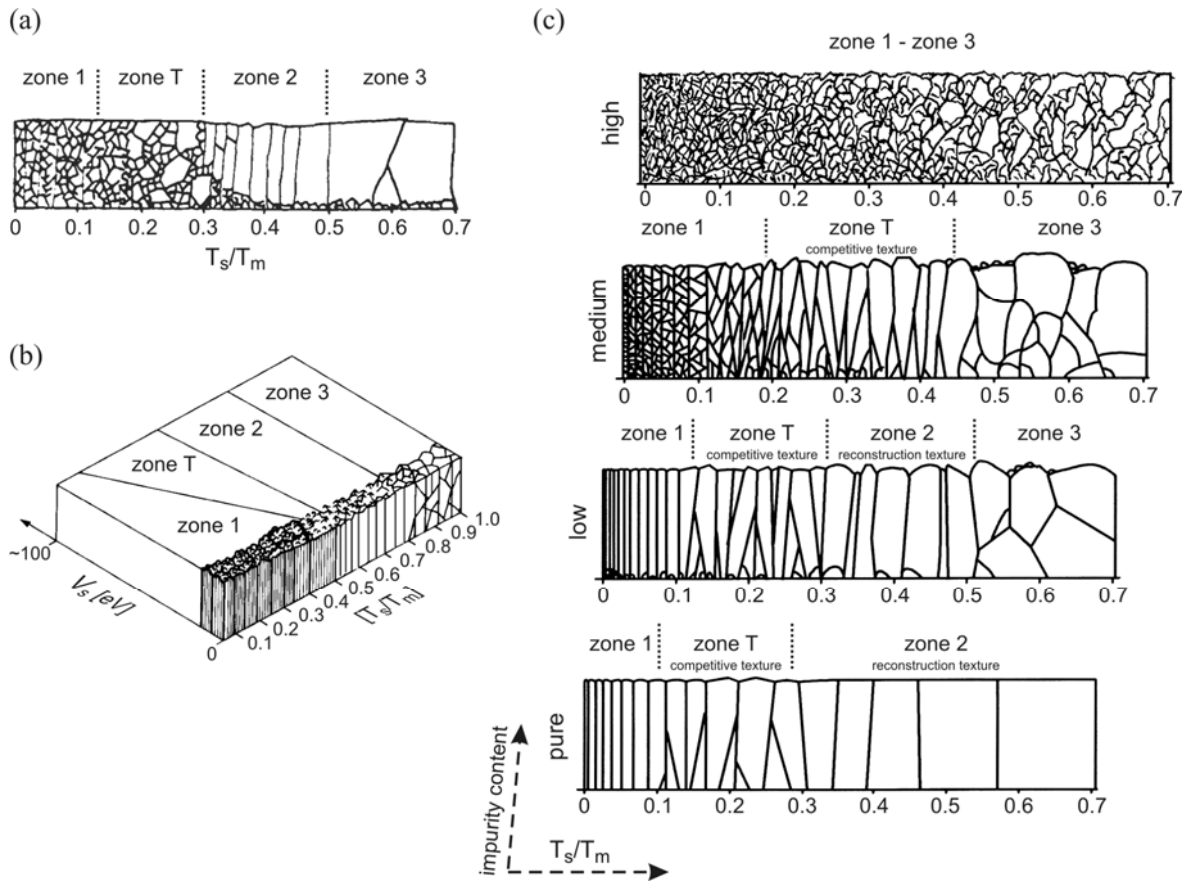 (a)
zone 1 zone T zone 2 zone 3
0 0.1 0.2 0.3 0.4 0.5 0.6 0.7
Ts/Tm
(b)
zone 3
zone 2
zone T
zone 1
~100
Vs [eV]
0 0.1 0.2 0.3 0.4 0.5 0.6 0.7 0.8 0.9 1.0
[Ts/Tm]
(c)
zone 1 - zone 3
high
0 0.1 0.2 0.3 0.4 0.5 0.6 0.7
zone 1 zone T zone 3
competitive texture
medium
0 0.1 0.2 0.3 0.4 0.5 0.6 0.7
zone 1 zone T zone 2 zone 3
competitive texture reconstruction texture
low
0 0.1 0.2 0.3 0.4 0.5 0.6 0.7
zone 1 zone T zone 2
competitive texture reconstruction texture
pure
0 0.1 0.2 0.3 0.4 0.5 0.6 0.7
impurity content
Ts/Tm